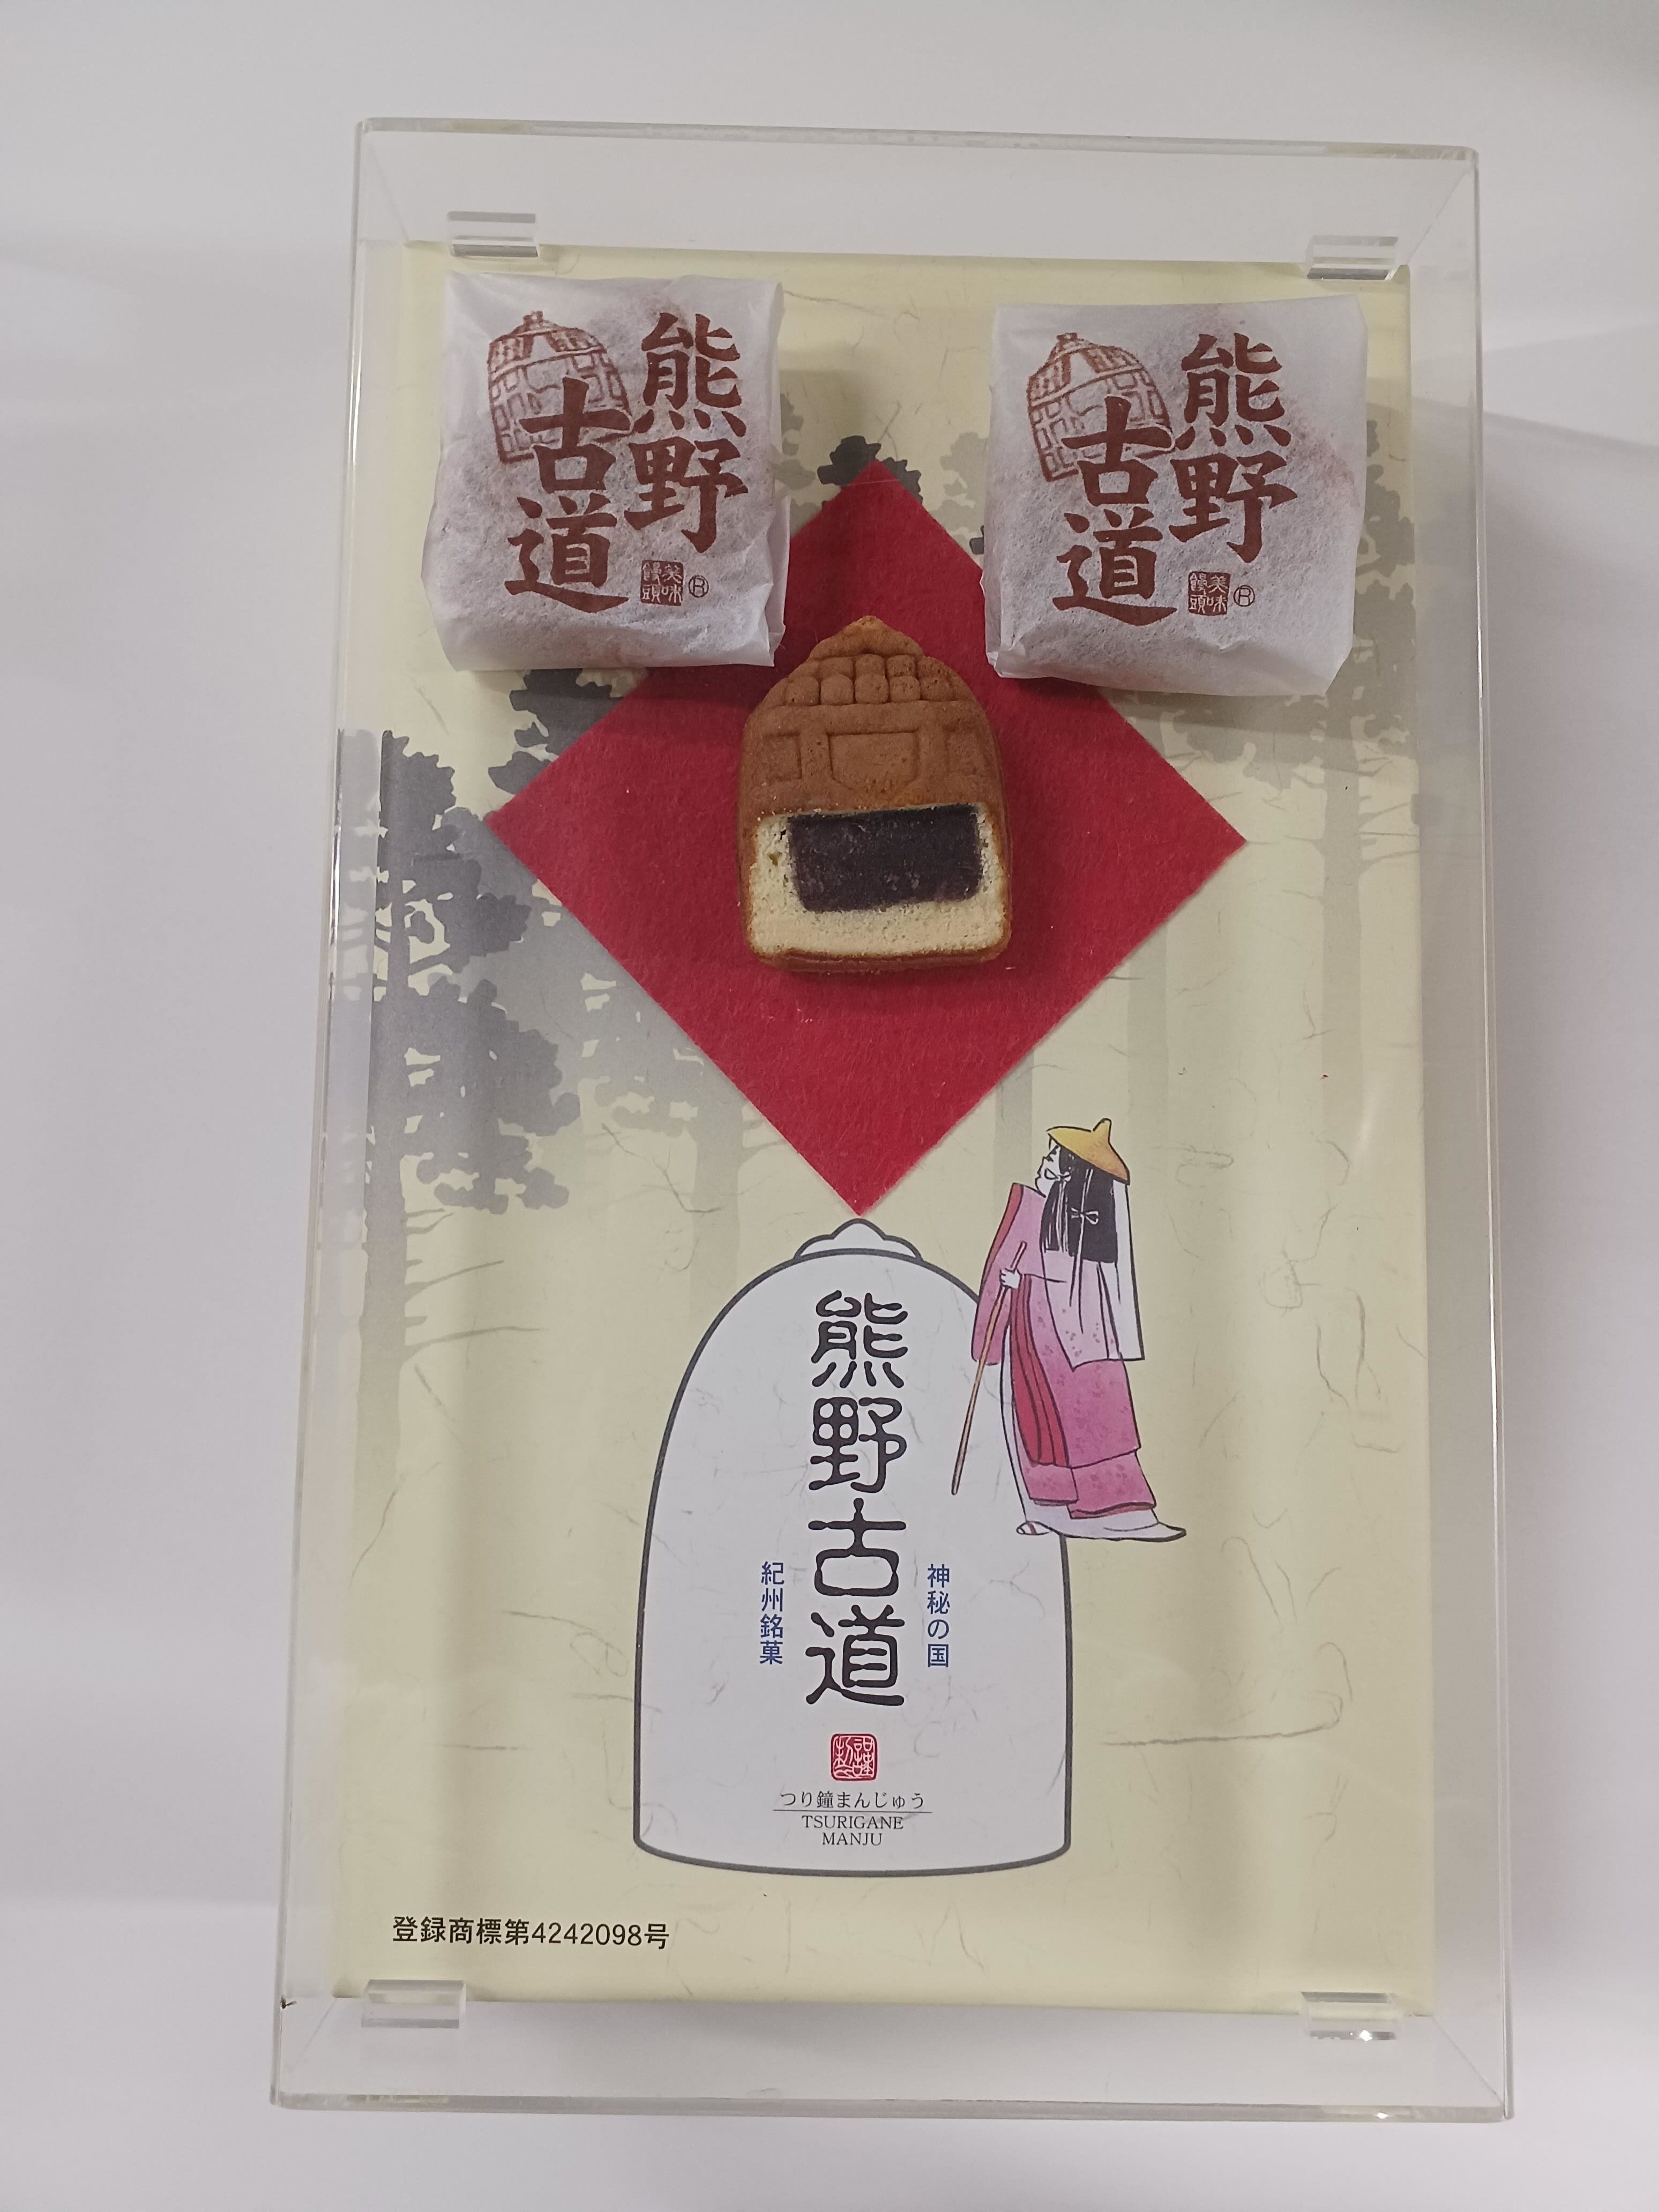 熊野
古道
美味
饅頭
®
熊野
古道
美味
饅頭
®
神秘の国
熊野古道
紀州銘菓
謹製
つり鐘まんじゅう
TSURIGANE
MANJU
登録商標第4242098号